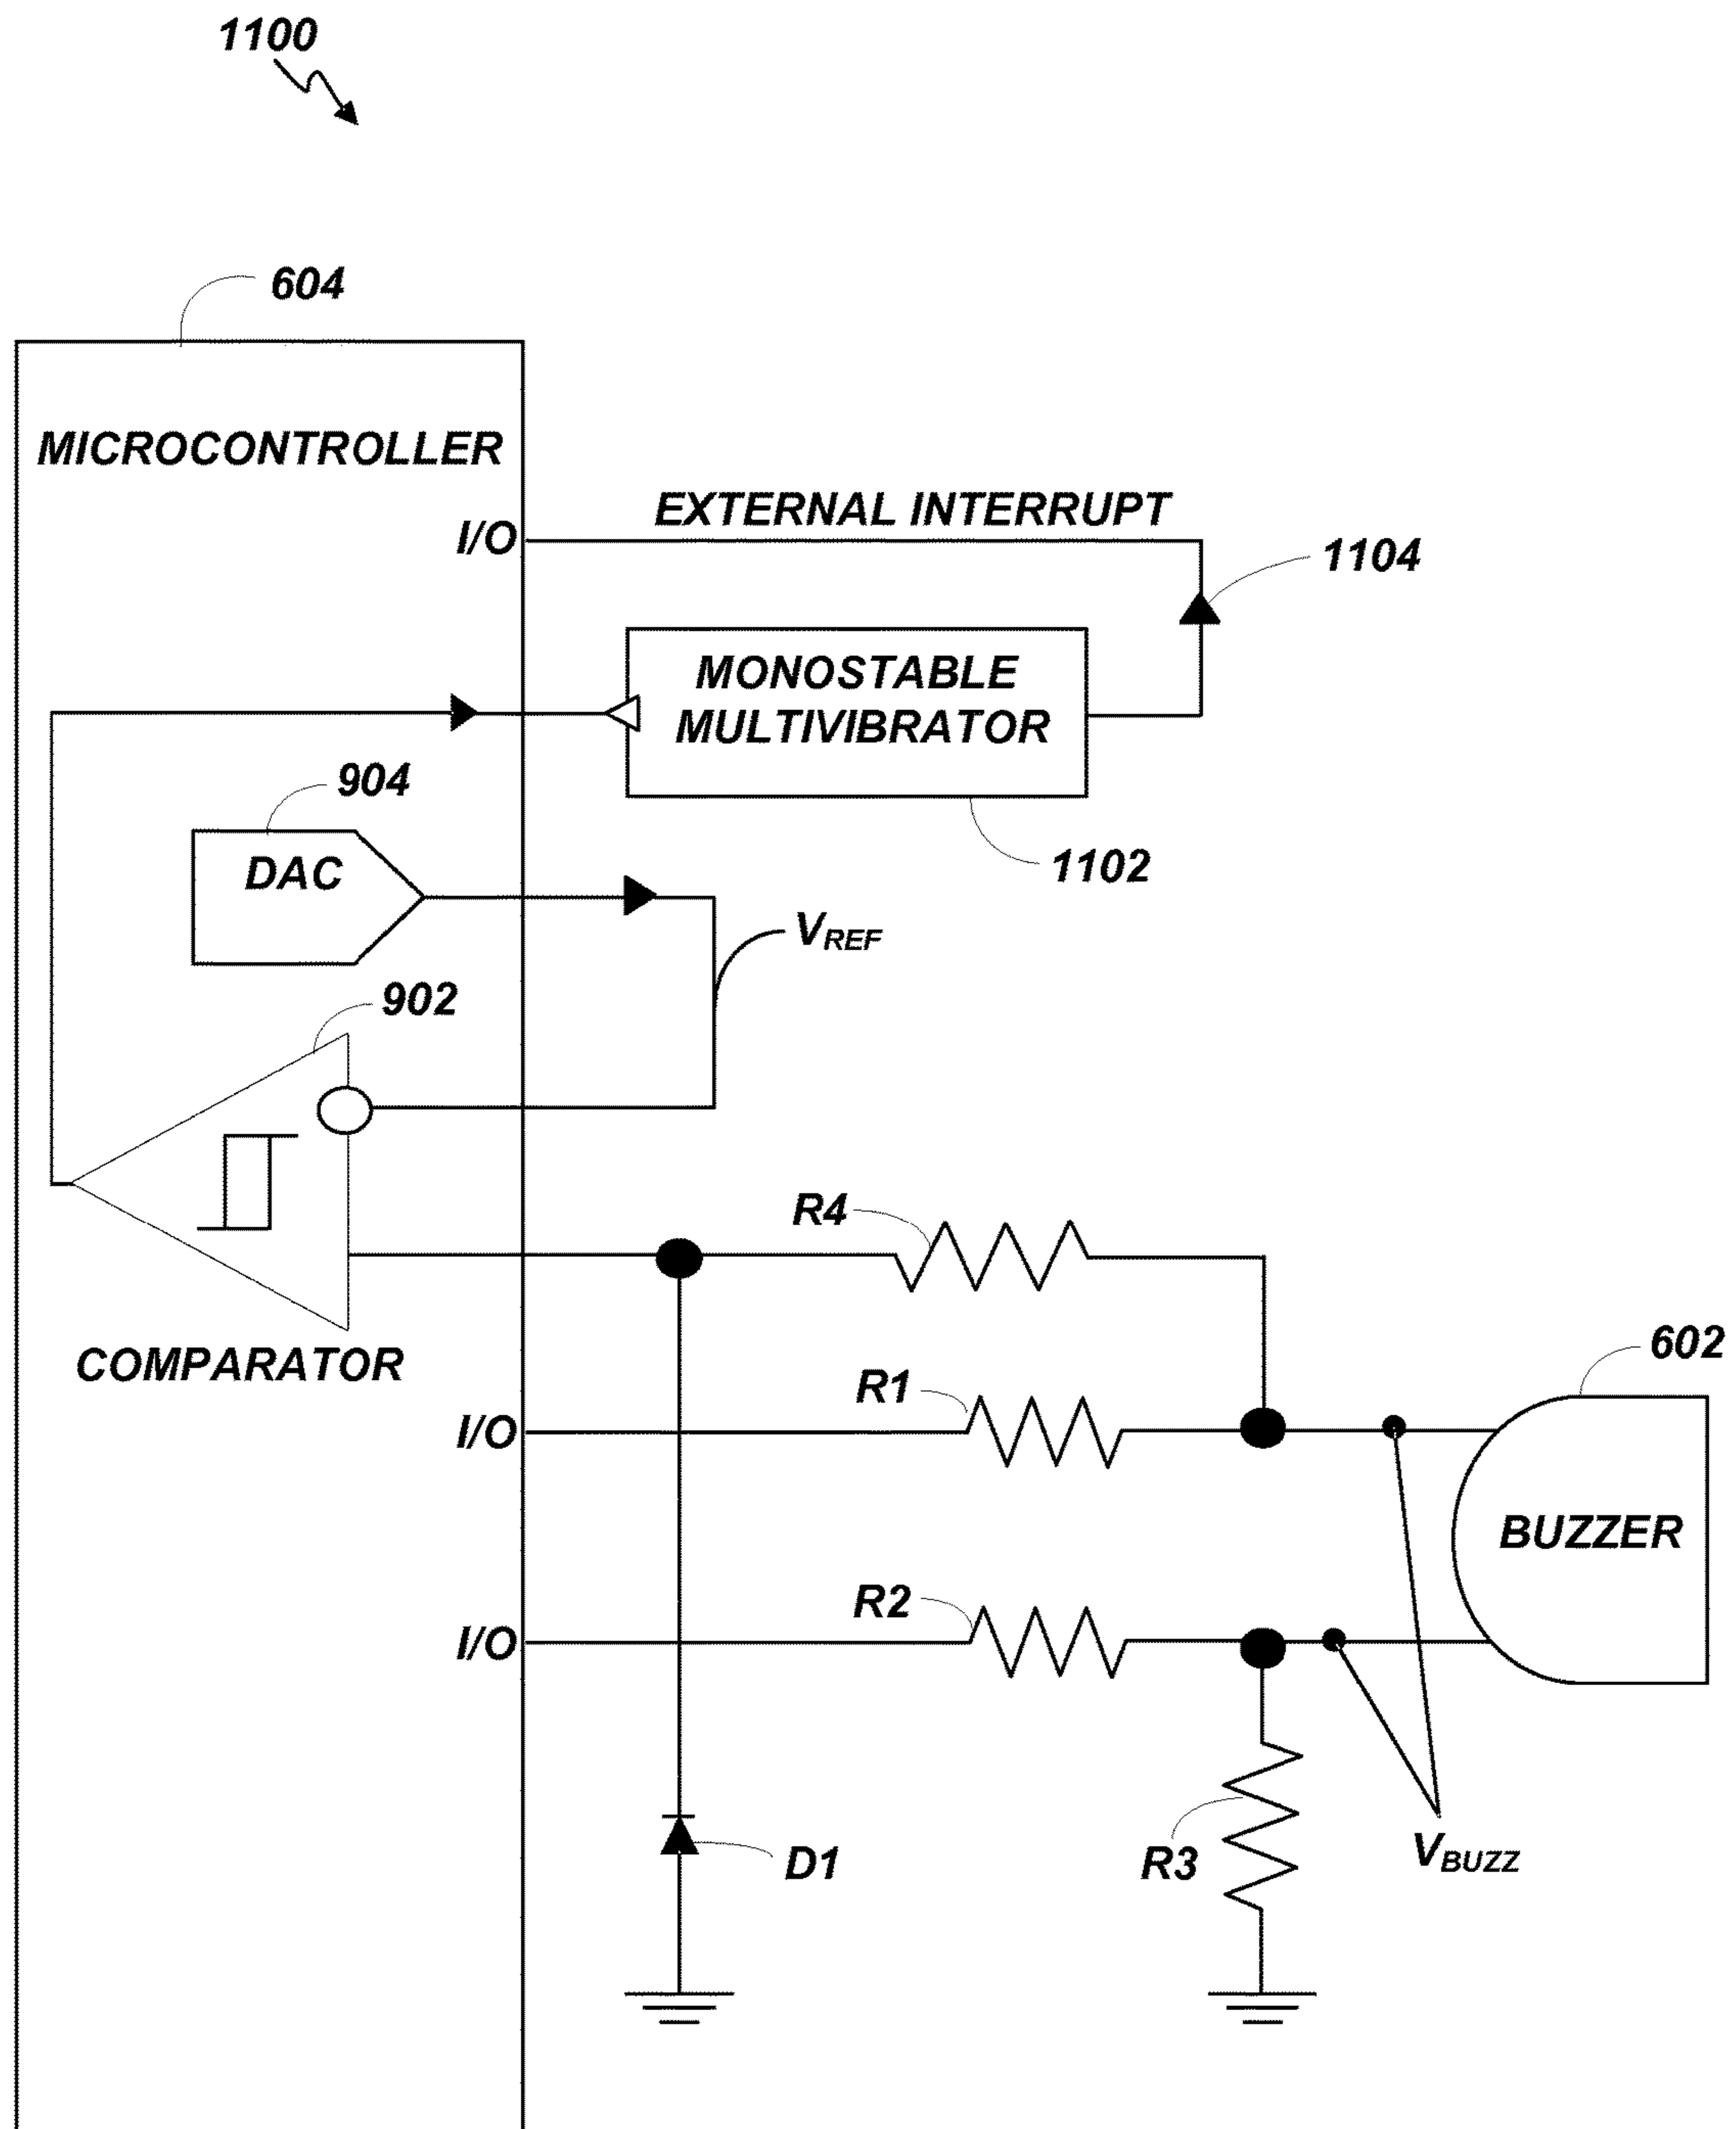 1100
604
MICROCONTROLLER
I/O
EXTERNAL INTERRUPT
1104
MONOSTABLE
MULTIVIBRATOR
904
DAC
1102
VREF
902
R4
COMPARATOR
602
R1
I/O
BUZZER
R2
I/O
D1
R3
VBUZZ